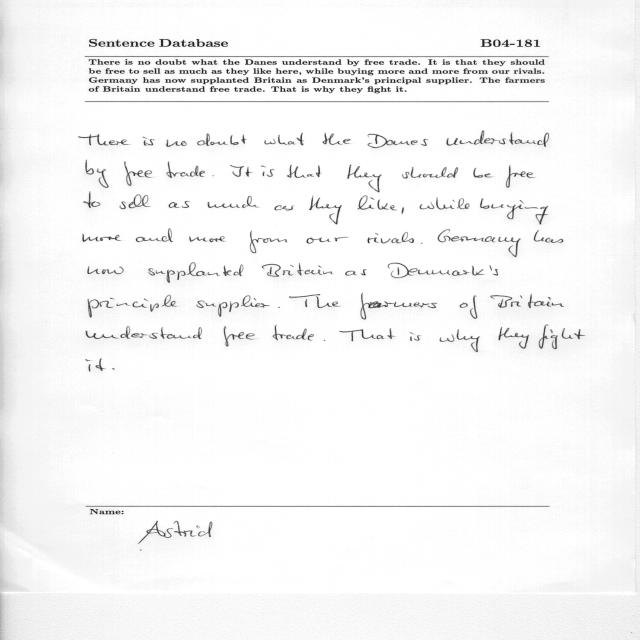 Sentence Database B04-181
There is no doubt what the Danes understand by free trade. It is that they should
be free to sell as much as they like here, while buying more and more from our rivals.
Germany has now supplanted Britain as Denmark's principal supplier. The farmers
of Britain understand free trade. That is why they fight it.
There is no doubt what the Danes understand
by free trade. It is that they should be free
to sell as much as they like, while buying
more and more from our rivals. Germany has
now supplanted Britain as Denmark's
principle supplier. The farmers of Britain
understand free trade. That is why they fight
it.
Name:
Astrid